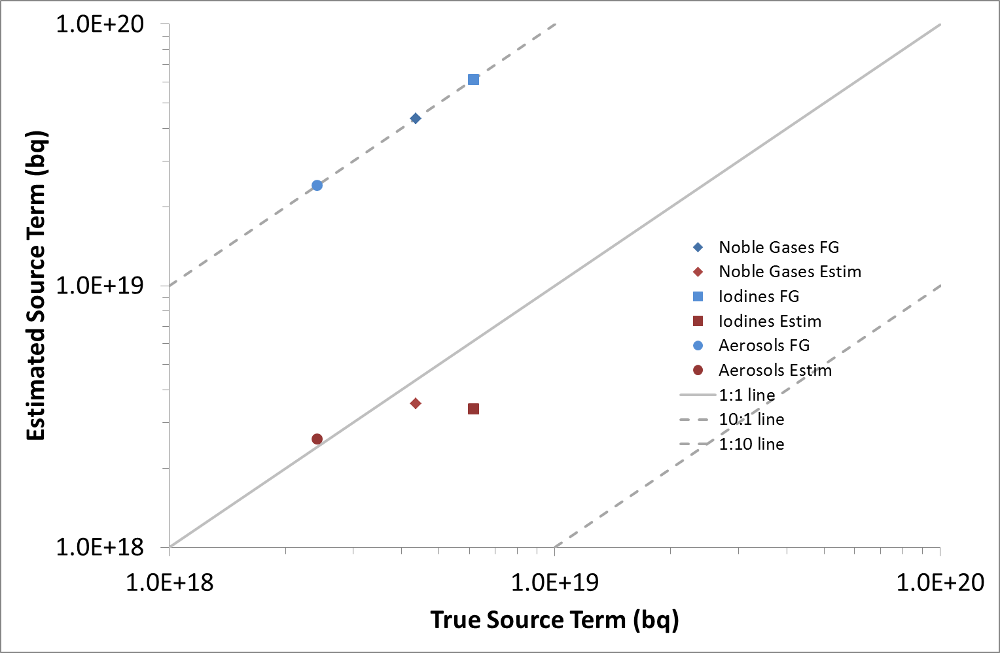 1.0E+20
1.0E+19
1.0E+18
Estimated Source Term (bq)
Noble Gases FG
Noble Gases Estim
Iodines FG
Iodines Estim
Aerosols FG
Aerosols Estim
1:1 line
10:1 line
1:10 line
1.0E+18 1.0E+19 1.0E+20
True Source Term (bq)